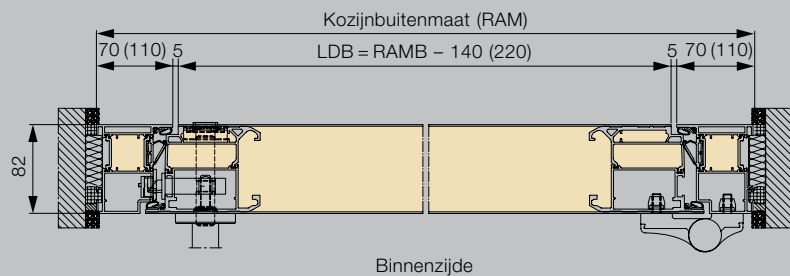 Kozijnbuitenmaat (RAM)
70 (110) 5 LDB = RAMB – 140 (220) 5 70 (110)
82
Binnenzijde